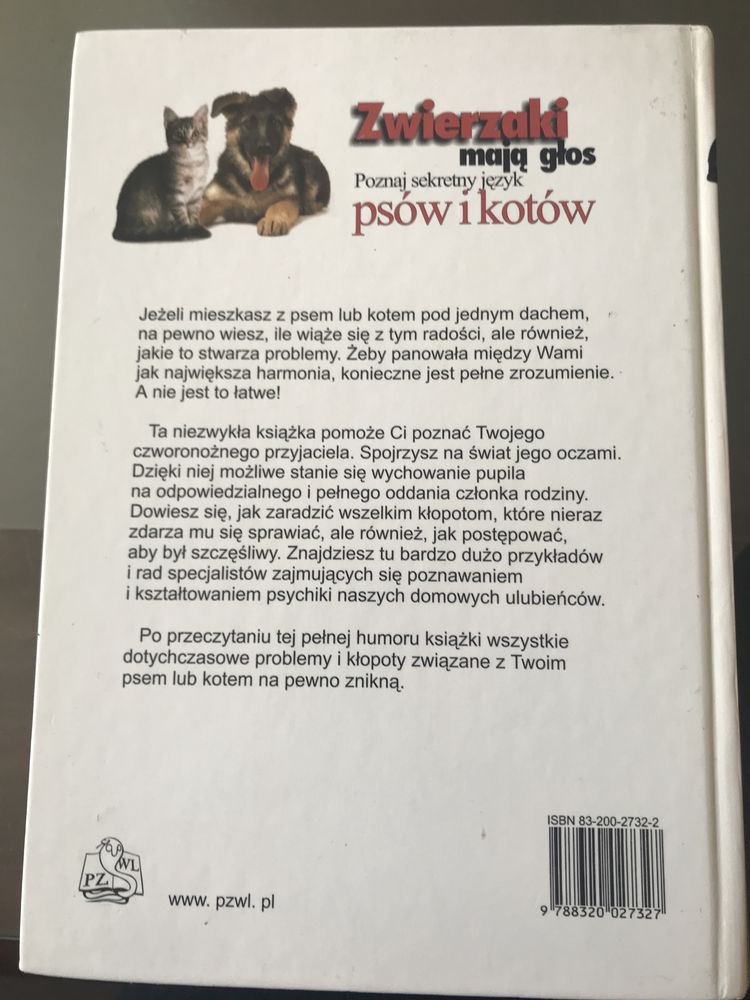 Zwierzaki
mają głos
Poznaj sekretny język
psów i kotów
Jeżeli mieszkasz z psem lub kotem pod jednym dachem,
na pewno wiesz, ile wiąże się z tym radości, ale również,
jakie to stwarza problemy. Żeby panowała między Wami
jak największa harmonia, konieczne jest pełne zrozumienie.
A nie jest to łatwe!
Ta niezwykła książka pomoże Ci poznać Twojego
czworonożnego przyjaciela. Spojrzysz na świat jego oczami.
Dzięki niej możliwe stanie się wychowanie pupila
na odpowiedzialnego i pełnego oddania członka rodziny.
Dowiesz się, jak zaradzić wszelkim kłopotom, które nieraz
zdarza mu się sprawiać, ale również, jak postępować,
aby był szczęśliwy. Znajdziesz tu bardzo dużo przykładów
i rad specjalistów zajmujących się poznawaniem
i kształtowaniem psychiki naszych domowych ulubieńców.
Po przeczytaniu tej pełnej humoru książki wszystkie
dotychczasowe problemy i kłopoty związane z Twoim
psem lub kotem na pewno znikną.
PZ WL
www. pzwl. pl
ISBN 83-200-2732-2
9 788320 027327